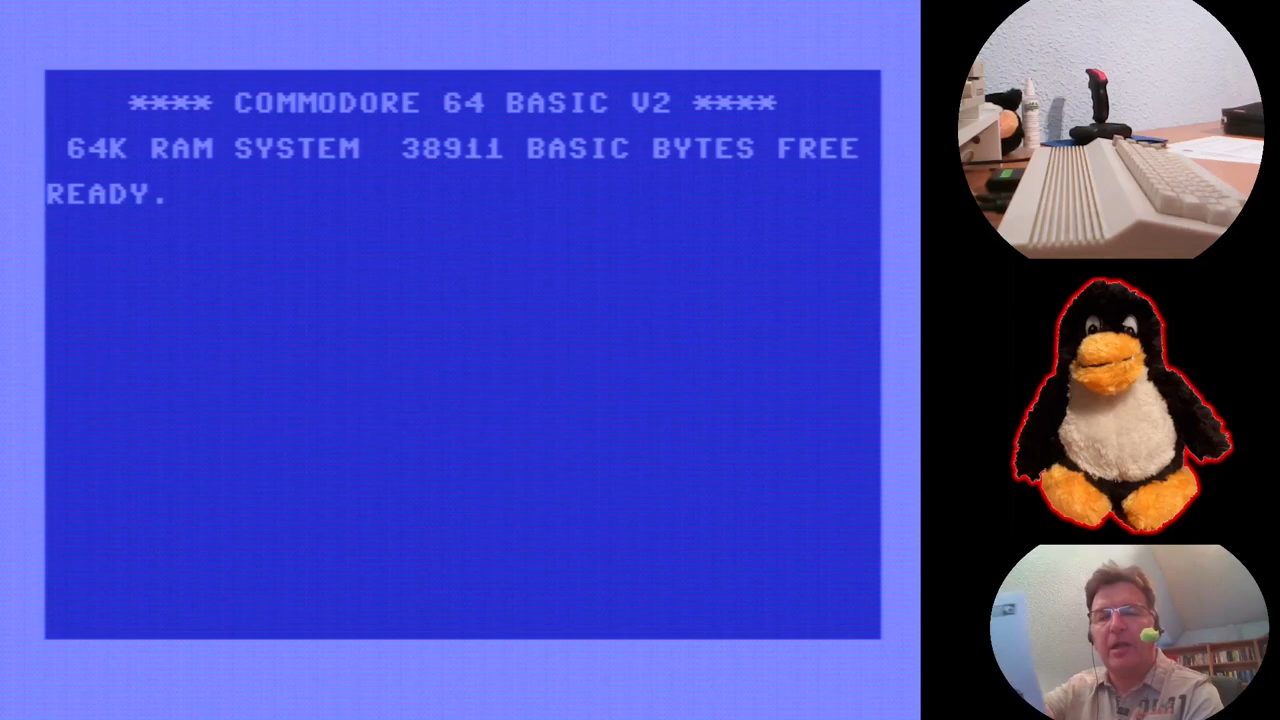 **** COMMODORE 64 BASIC V2 ****
64K RAM SYSTEM  38911 BASIC BYTES FREE
READY.